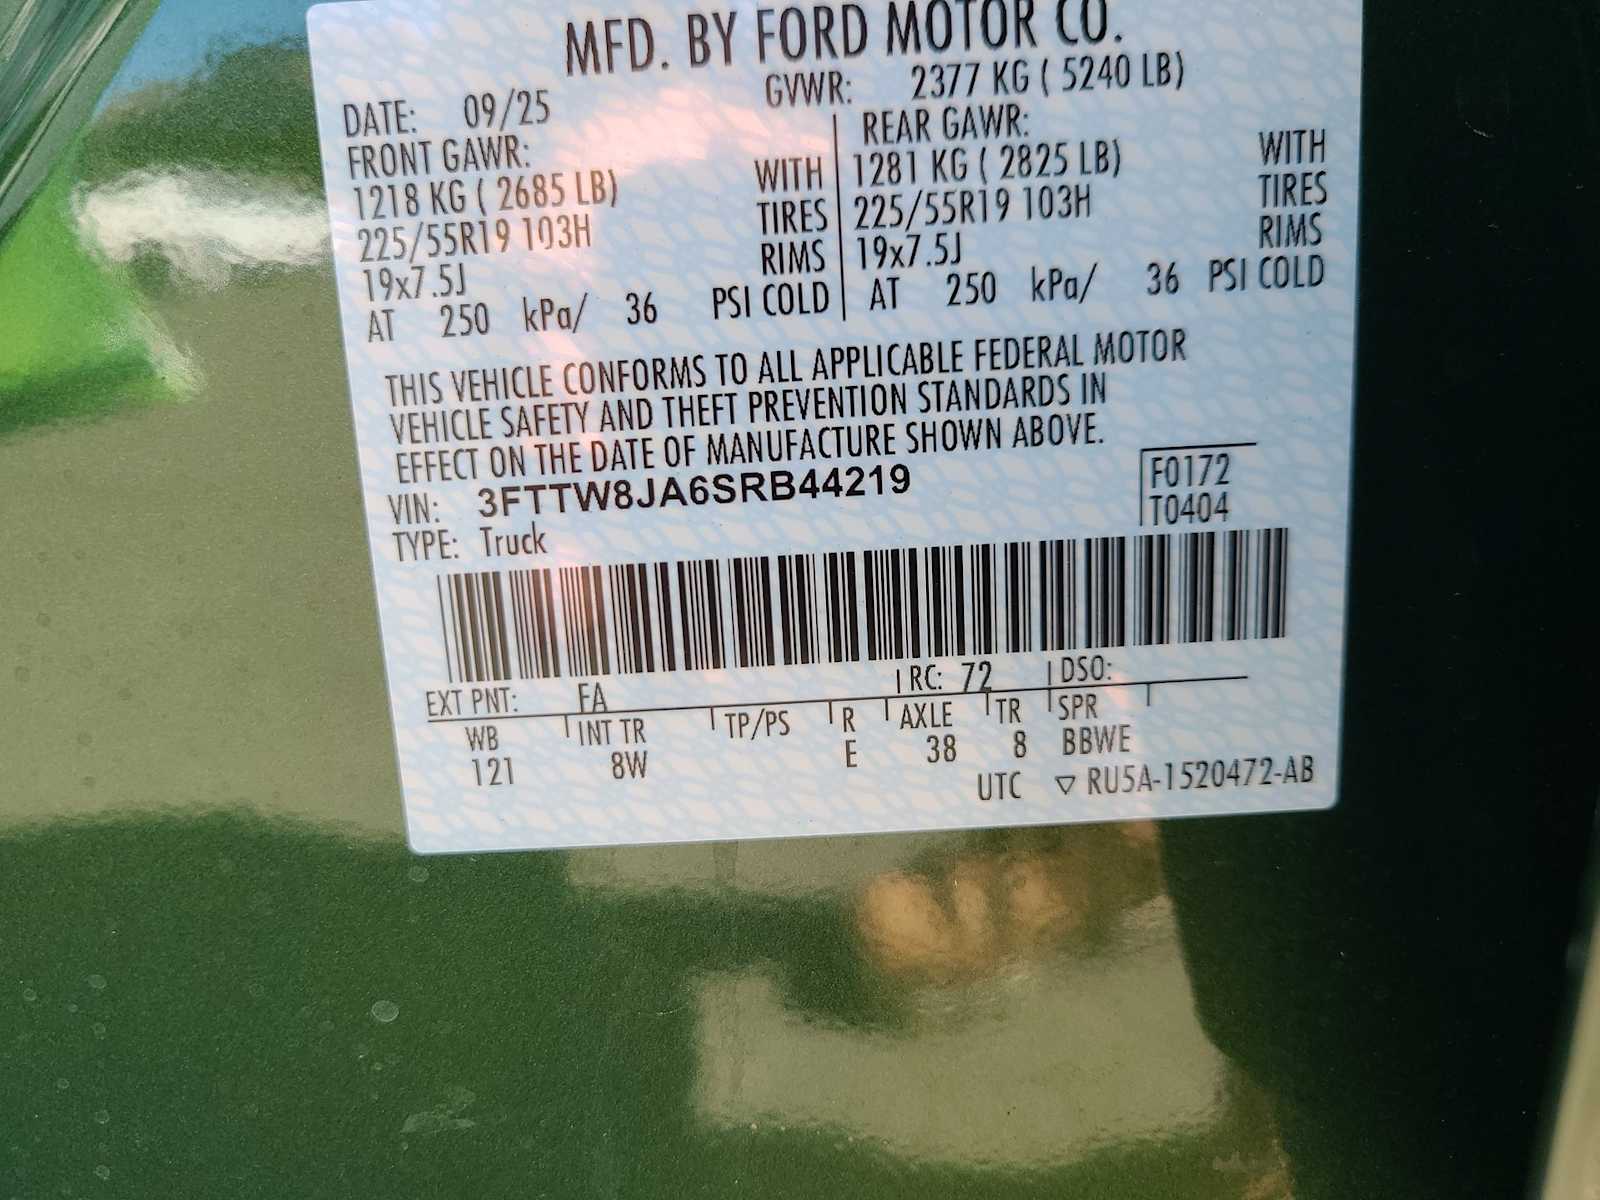 MFD. BY FORD MOTOR CO.
DATE: 09/25 GVWR: 2377 KG ( 5240 LB)
FRONT GAWR: REAR GAWR:
1218 KG ( 2685 LB) WITH 1281 KG ( 2825 LB) WITH
225/55R19 103H TIRES 225/55R19 103H TIRES
19x7.5J RIMS 19x7.5J RIMS
AT 250 kPa/ 36 PSI COLD AT 250 kPa/ 36 PSI COLD
THIS VEHICLE CONFORMS TO ALL APPLICABLE FEDERAL MOTOR
VEHICLE SAFETY AND THEFT PREVENTION STANDARDS IN
EFFECT ON THE DATE OF MANUFACTURE SHOWN ABOVE.
VIN: 3FTTW8JA6SRB44219 F0172
TYPE: Truck T0404
EXT PNT: FA RC: 72 DSO:
WB INT TR TP/PS R AXLE TR SPR
121 8W E 38 8 BBWE
UTC ▽ RU5A-1520472-AB